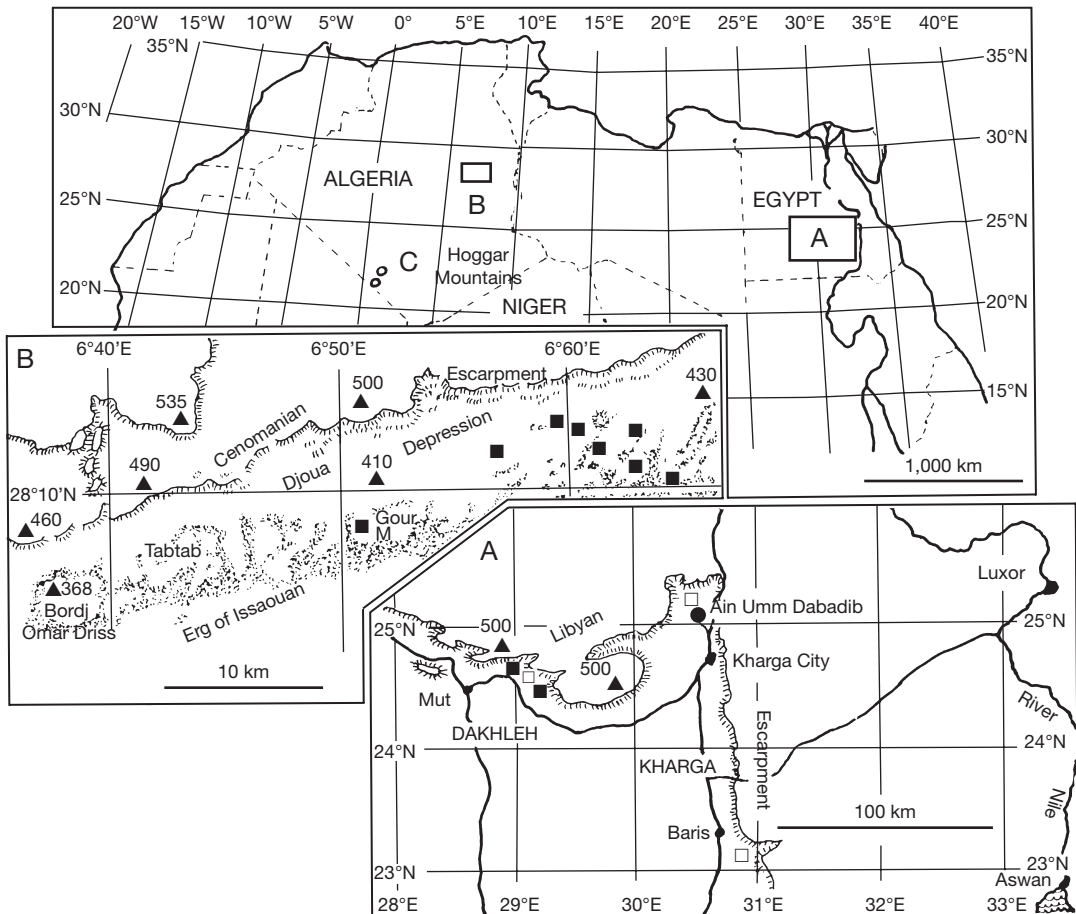 20°W 15°W 10°W 5°W 0° 5°E 10°E 15°E 20°E 25°E 30°E 35°E 40°E
35°N
35°N
30°N
30°N
ALGERIA
B
EGYPT
25°N
25°N
A
C
Hoggar
Mountains
20°N
20°N
NIGER
15°N
1,000 km
B
6°40'E 6°50'E 6°60'E
Escarpment
430
500
535
Cenomanian
Depression
Djoua
490
410
28°10'N
460
Gour
M
Tabtab
368
Bordj
Omar Driss
Erg of Issaouan
10 km
A
Luxor
Ain Umm Dabadib
25°N
25°N
500
Libyan
Kharga City
500
Mut
DAKHLEH
River
Escarpment
24°N
24°N
KHARGA
Nile
100 km
Baris
23°N
23°N
Aswan
28°E 29°E 30°E 31°E 32°E 33°E